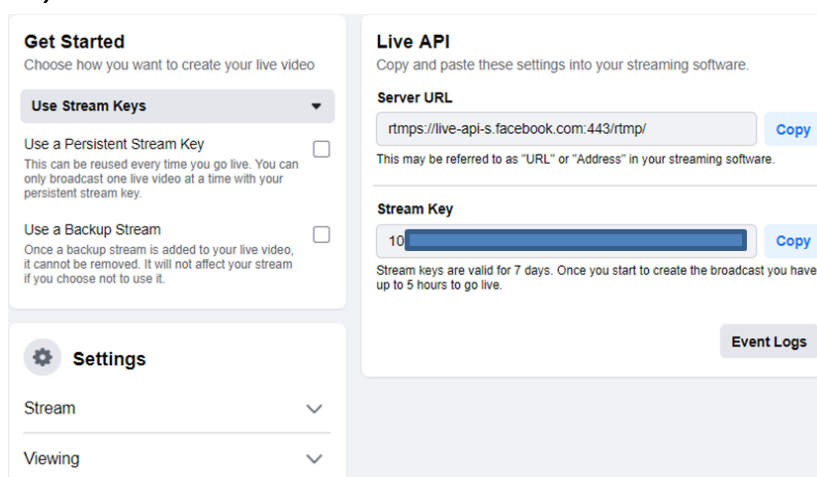 Get Started
Choose how you want to create your live video
Use Stream Keys
Use a Persistent Stream Key
This can be reused every time you go live. You can
only broadcast one live video at a time with your
persistent stream key.
Use a Backup Stream
Once a backup stream is added to your live video,
it cannot be removed. It will not affect your stream
if you choose not to use it.
Settings
Stream
Viewing
Live API
Copy and paste these settings into your streaming software.
Server URL
rtmps://live-api-s.facebook.com:443/rtmp/
Copy
This may be referred to as "URL" or "Address" in your streaming software.
Stream Key
10
Copy
Stream keys are valid for 7 days. Once you start to create the broadcast you have
up to 5 hours to go live.
Event Logs